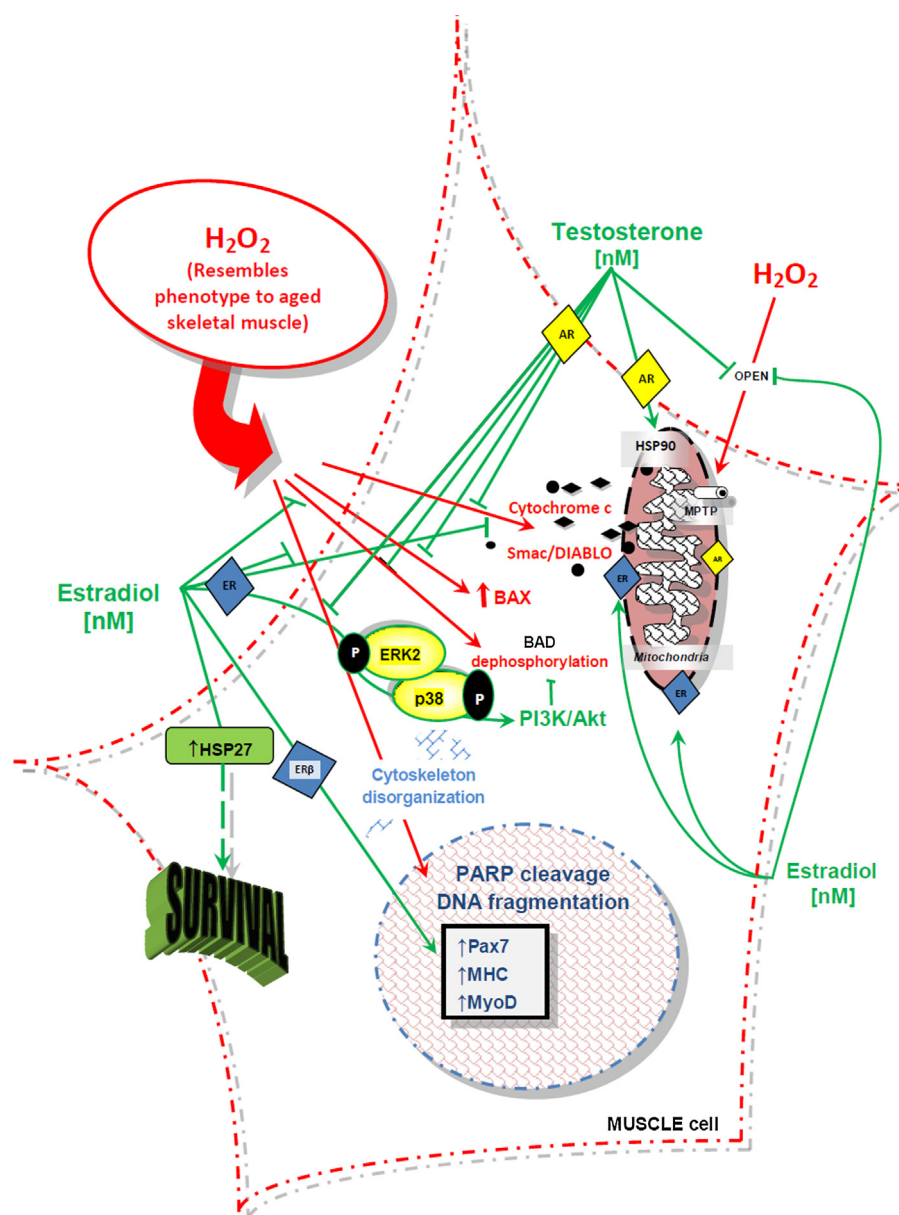 H₂O₂
(Resembles
phenotype to aged
skeletal muscle)
Testosterone
[nM]
H₂O₂
AR
AR
OPEN
HSP90
MPTP
Cytochrome c
Smac/DIABLO
AR
ER
ER
Mitochondria
Estradiol
[nM]
ER
↑BAX
BAD
dephosphorylation
P
ERK2
p38
P
PI3K/Akt
↑HSP27
ERβ
Cytoskeleton
disorganization
SURVIVAL
PARP cleavage
DNA fragmentation
↑Pax7
↑MHC
↑MyoD
Estradiol
[nM]
MUSCLE cell